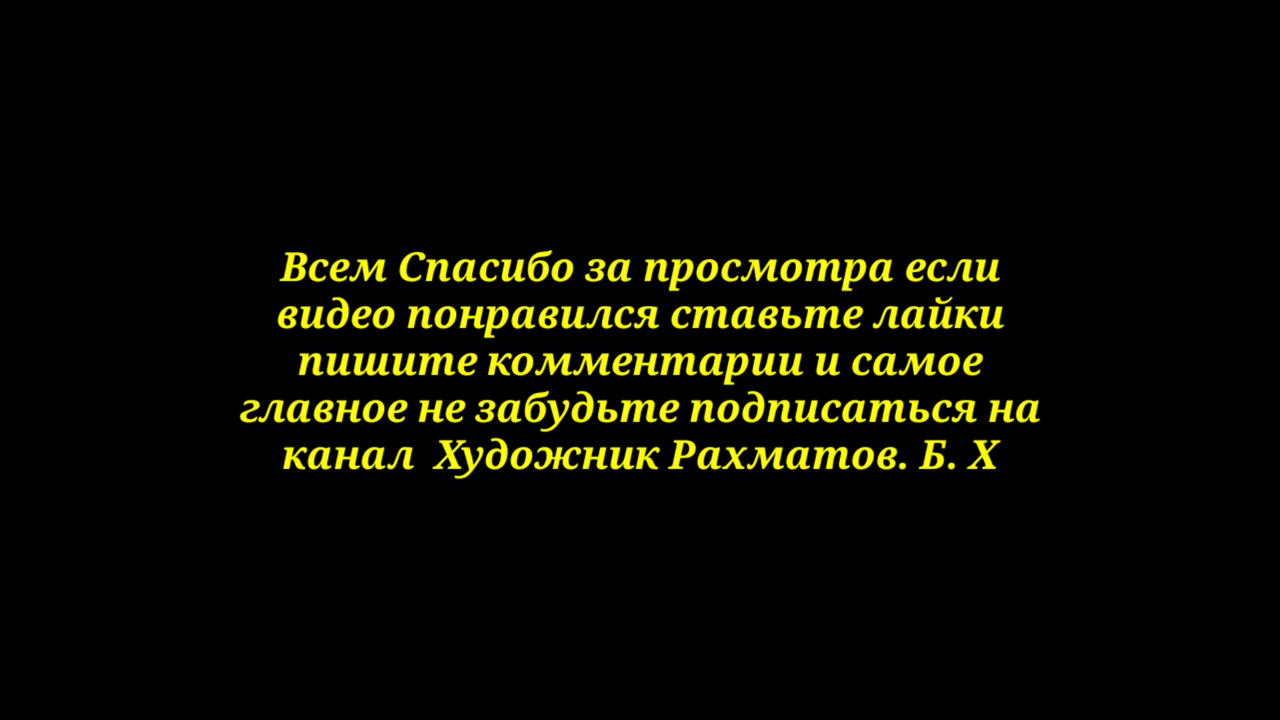 Всем Спасибо за просмотра если
видео понравился ставьте лайки
пишите комментарии и самое
главное не забудьте подписаться на
канал  Художник Рахматов. Б. Х